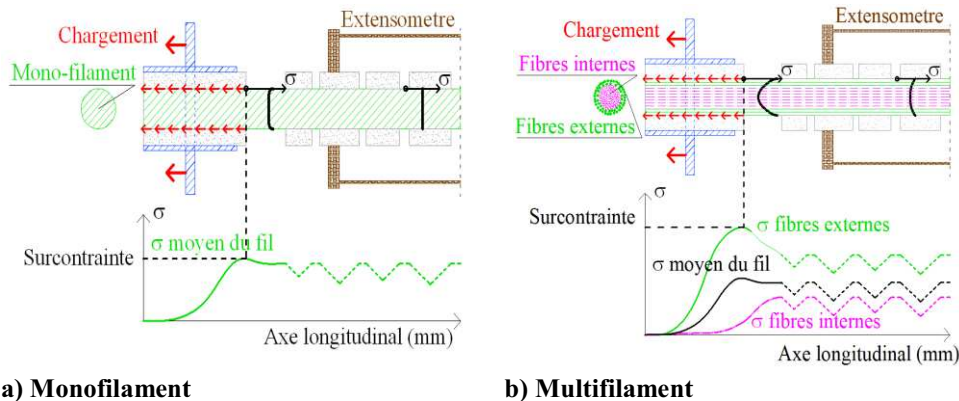 Extensometre
Chargement
Mono-filament
σ
σ
σ
Surcontrainte
σ moyen du fil
Axe longitudinal (mm)
a) Monofilament
Extensometre
Chargement
Fibres internes
Fibres externes
σ
σ
σ
Surcontrainte
σ fibres externes
σ moyen du fil
σ fibres internes
Axe longitudinal (mm)
b) Multifilament